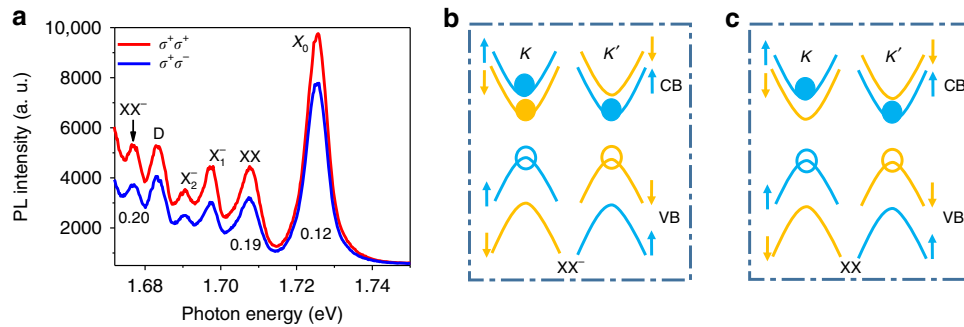 a
PL intensity (a. u.)
10,000
8000
6000
4000
2000
σ⁺σ⁺
σ⁺σ⁻
XX⁻
D
X₂⁻
X₁⁻
XX
X₀
0.20
0.19
0.12
1.68
1.70
1.72
1.74
Photon energy (eV)
b
K
K′
CB
VB
XX⁻
c
K
K′
CB
VB
XX